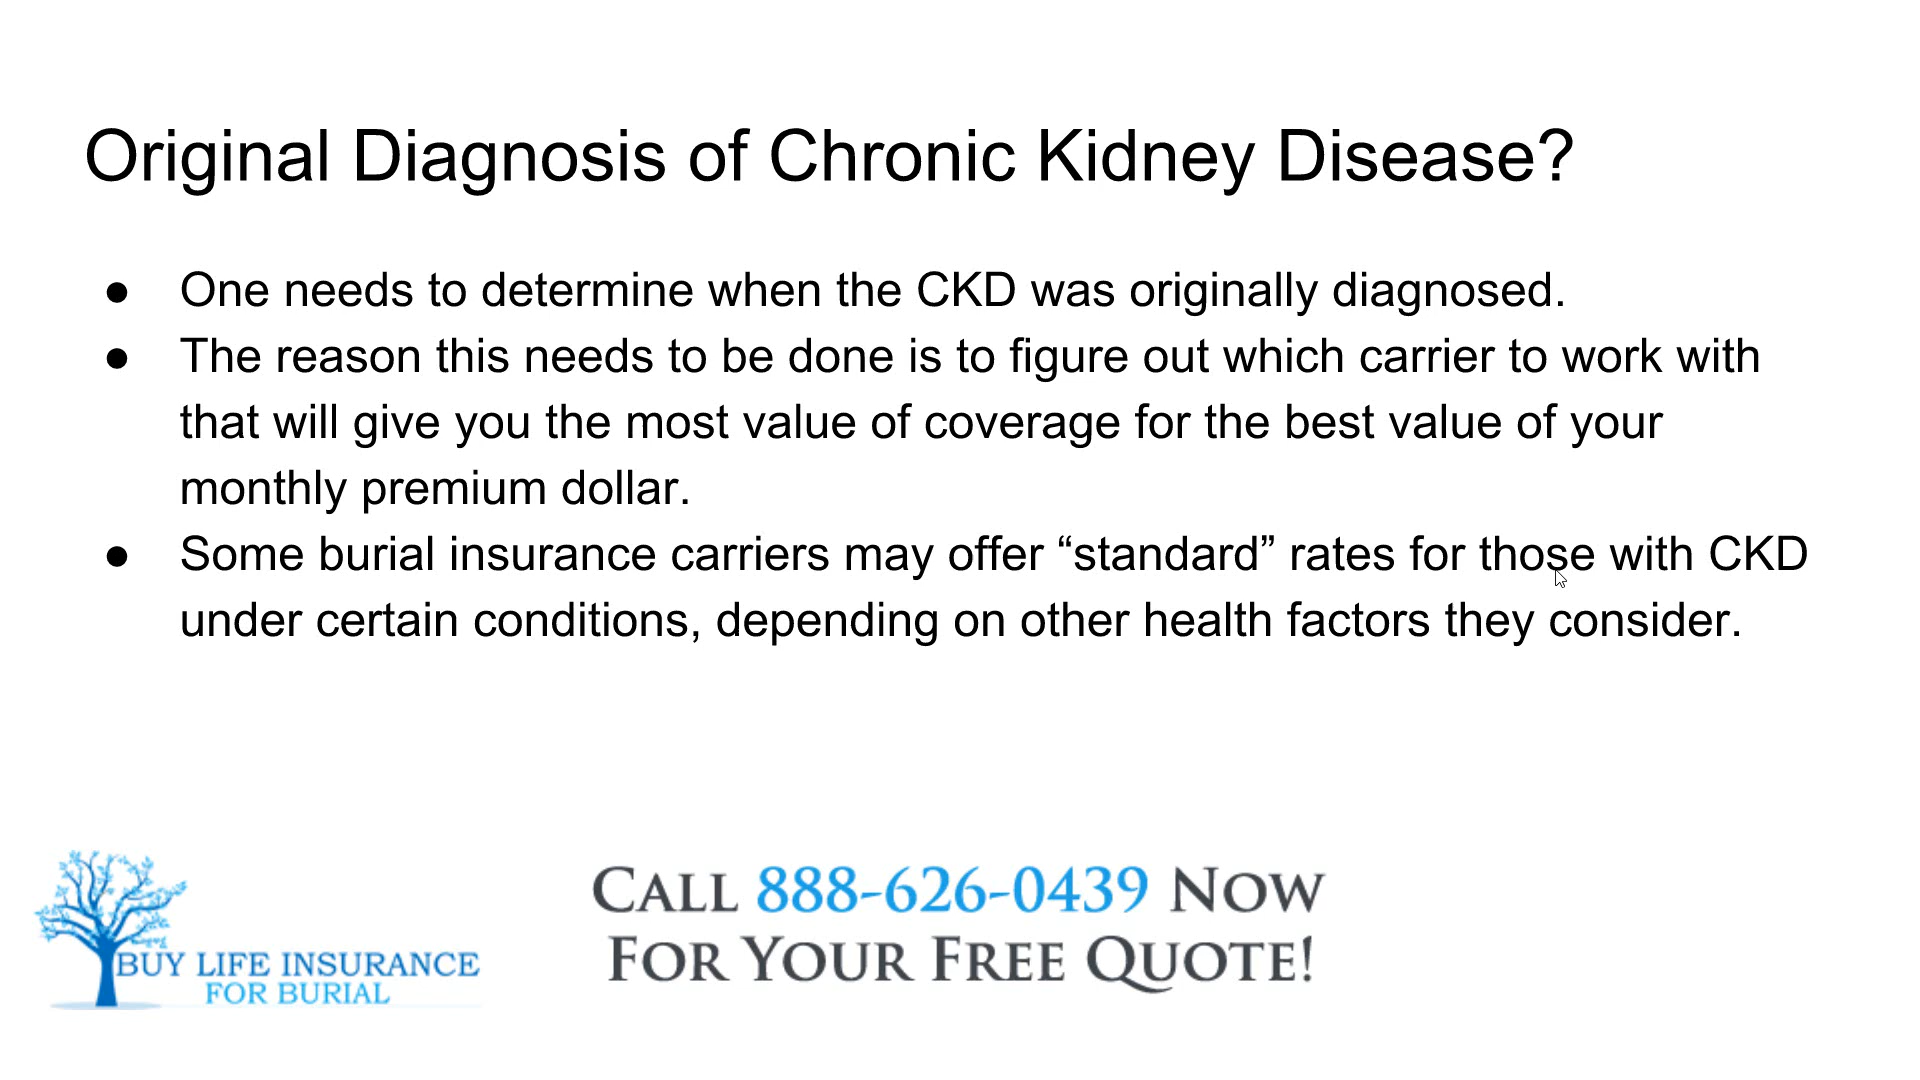 Original Diagnosis of Chronic Kidney Disease?
● One needs to determine when the CKD was originally diagnosed.
● The reason this needs to be done is to figure out which carrier to work with
that will give you the most value of coverage for the best value of your
monthly premium dollar.
● Some burial insurance carriers may offer “standard” rates for those with CKD
under certain conditions, depending on other health factors they consider.
BUY LIFE INSURANCE
FOR BURIAL
CALL 888-626-0439 NOW
FOR YOUR FREE QUOTE!